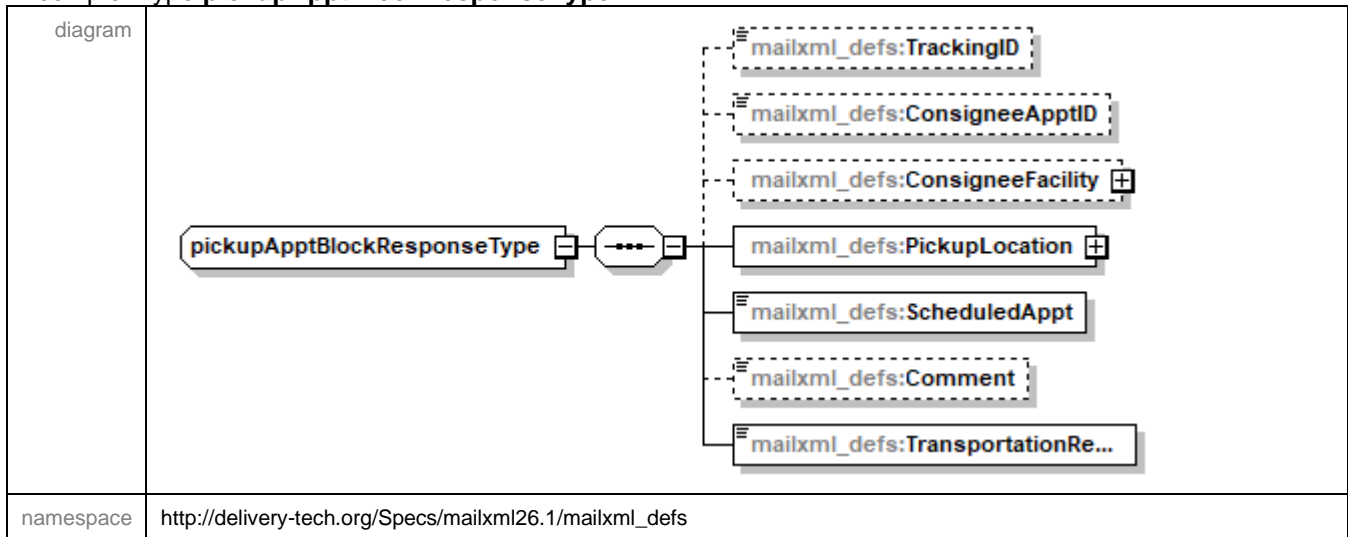 diagram
mailxml_defs:TrackingID
mailxml_defs:ConsigneeApptID
mailxml_defs:ConsigneeFacility
pickupApptBlockResponseType
mailxml_defs:PickupLocation
mailxml_defs:ScheduledAppt
mailxml_defs:Comment
mailxml_defs:TransportationRe...
namespace http://delivery-tech.org/Specs/mailxml26.1/mailxml_defs